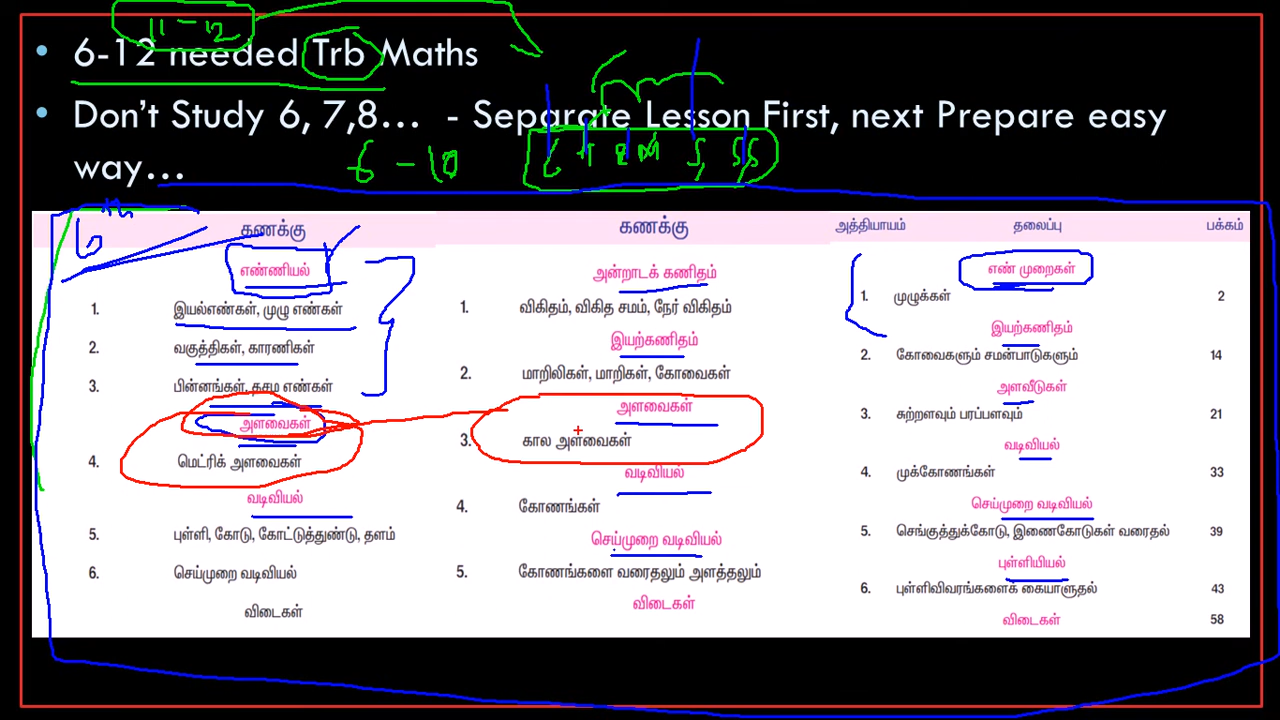 11 - 12
6-12 needed Trb Maths
Don't Study 6, 7,8... - Separate Lesson First, next Prepare easy
way...
6 - 10
6th
கணக்கு
எண்ணியல்
1. இயல்எண்கள், முழு எண்கள்
2. வகுத்திகள், காரணிகள்
3. பின்னங்கள், தசம எண்கள்
அளவைகள்
4. மெட்ரிக் அளவைகள்
வடிவியல்
5. புள்ளி, கோடு, கோட்டுத்துண்டு, தளம்
6. செய்முறை வடிவியல்
விடைகள்
கணக்கு
அன்றாடக் கணிதம்
1. விகிதம், விகித சமம், நேர் விகிதம்
இயற்கணிதம்
2. மாறிலிகள், மாறிகள், கோவைகள்
அளவைகள்
3. கால அளவைகள்
வடிவியல்
4. கோணங்கள்
செய்முறை வடிவியல்
5. கோணங்களை வரைதலும் அளத்தலும்
விடைகள்
அத்தியாயம் தலைப்பு பக்கம்
எண் முறைகள்
1. முழுக்கள் 2
இயற்கணிதம்
2. கோவைகளும் சமன்பாடுகளும் 14
அளவீடுகள்
3. சுற்றளவும் பரப்பளவும் 21
வடிவியல்
4. முக்கோணங்கள் 33
செய்முறை வடிவியல்
5. செங்குத்துக்கோடு, இணைகோடுகள் வரைதல் 39
புள்ளியியல்
6. புள்ளிவிவரங்களைக் கையாளுதல் 43
விடைகள் 58